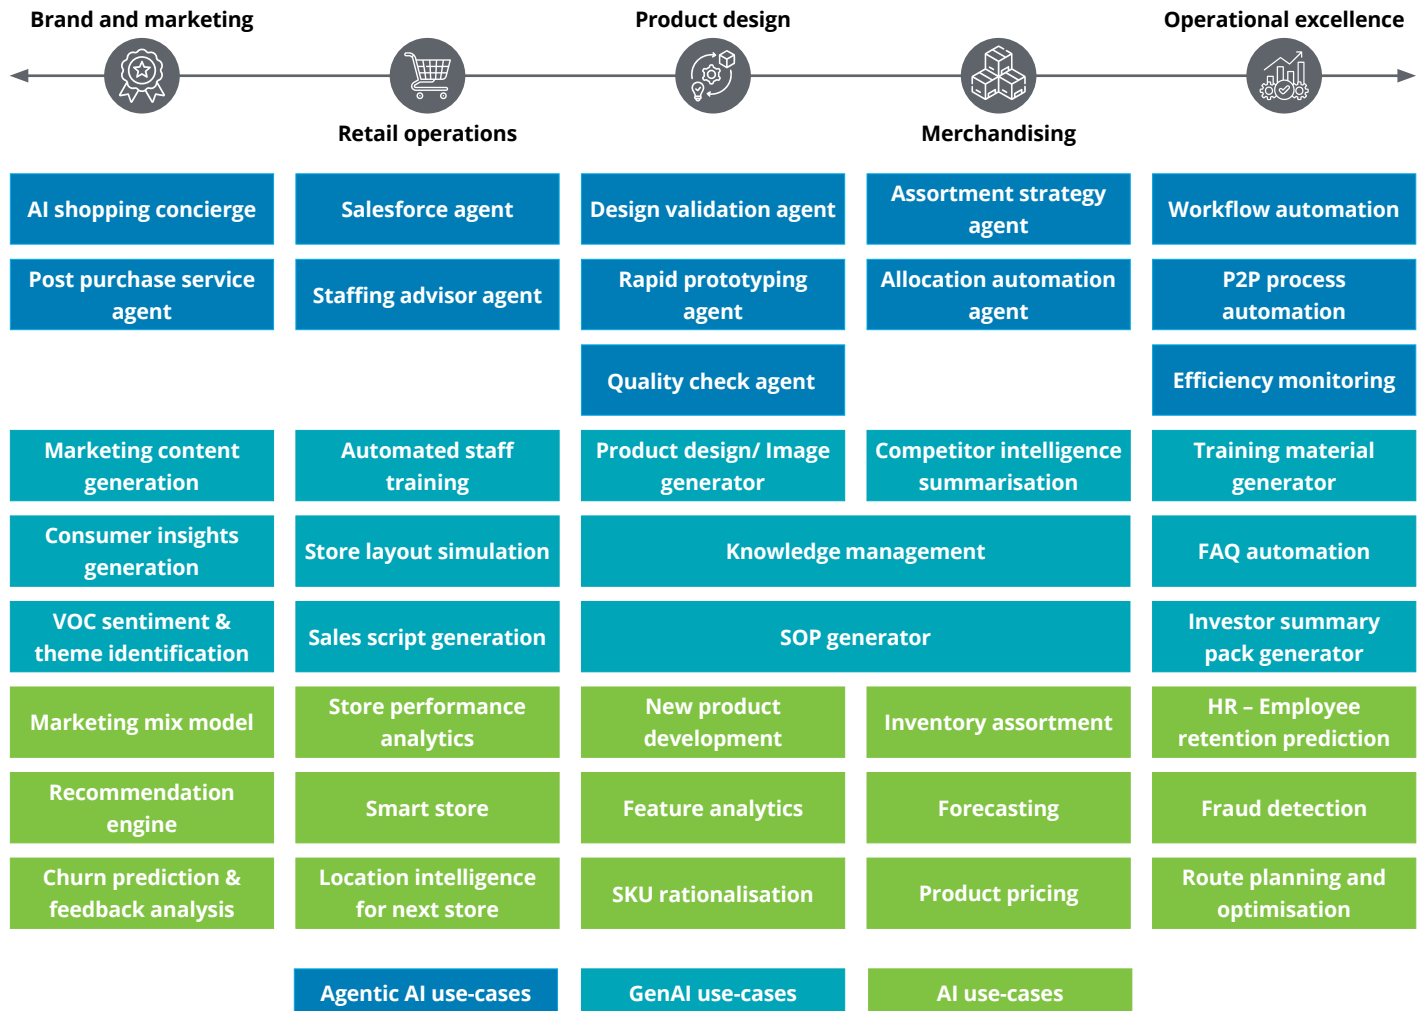 Brand and marketing
Product design
Operational excellence
Retail operations
Merchandising
AI shopping concierge
Salesforce agent
Design validation agent
Assortment strategy
agent
Workflow automation
Post purchase service
agent
Staffing advisor agent
Rapid prototyping
agent
Allocation automation
agent
P2P process
automation
Quality check agent
Efficiency monitoring
Marketing content
generation
Automated staff
training
Product design/ Image
generator
Competitor intelligence
summarisation
Training material
generator
Consumer insights
generation
Store layout simulation
Knowledge management
FAQ automation
VOC sentiment &
theme identification
Sales script generation
SOP generator
Investor summary
pack generator
Marketing mix model
Store performance
analytics
New product
development
Inventory assortment
HR – Employee
retention prediction
Recommendation
engine
Smart store
Feature analytics
Forecasting
Fraud detection
Churn prediction &
feedback analysis
Location intelligence
for next store
SKU rationalisation
Product pricing
Route planning and
optimisation
Agentic AI use-cases
GenAI use-cases
AI use-cases